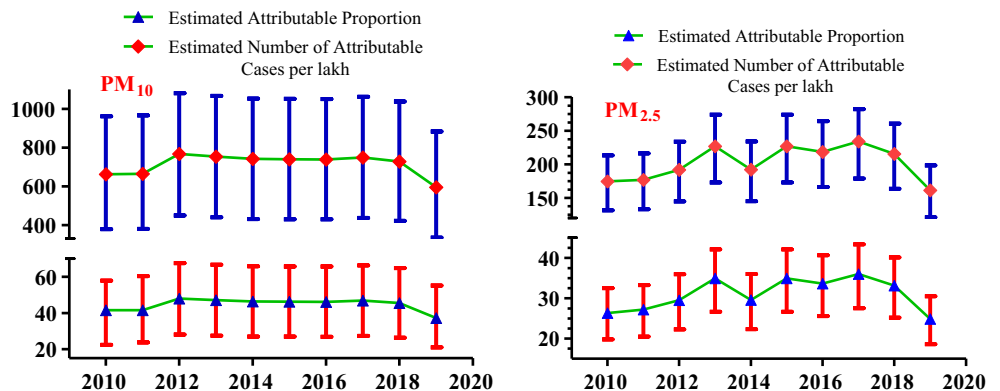 Estimated Attributable Proportion
Estimated Number of Attributable
Cases per lakh
PM10
1000
800
600
400
60
40
20
2010 2012 2014 2016 2018 2020
Estimated Attributable Proportion
Estimated Number of Attributable
Cases per lakh
PM2.5
300
250
200
150
40
30
20
2010 2012 2014 2016 2018 2020